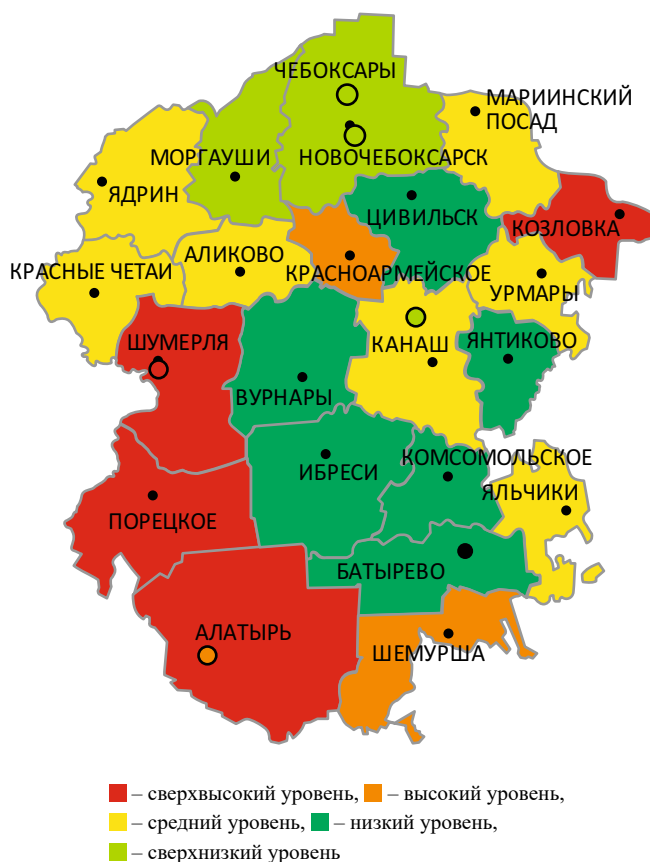 ЧЕБОКСАРЫ
МАРИИНСКИЙ
ПОСАД
МОРГАУШИ
НОВОЧЕБОКСАРСК
ЯДРИН
ЦИВИЛЬСК
КОЗЛОВКА
АЛИКОВО
КРАСНЫЕ ЧЕТАИ
КРАСНОАРМЕЙСКОЕ
УРМАРЫ
ШУМЕРЛЯ
КАНАШ
ЯНТИКОВО
ВУРНАРЫ
КОМСОМОЛЬСКОЕ
ИБРЕСИ
ЯЛЬЧИКИ
ПОРЕЦКОЕ
БАТЫРЕВО
АЛАТЫРЬ
ШЕМУРША
– сверхвысокий уровень, – высокий уровень,
– средний уровень, – низкий уровень,
– сверхнизкий уровень